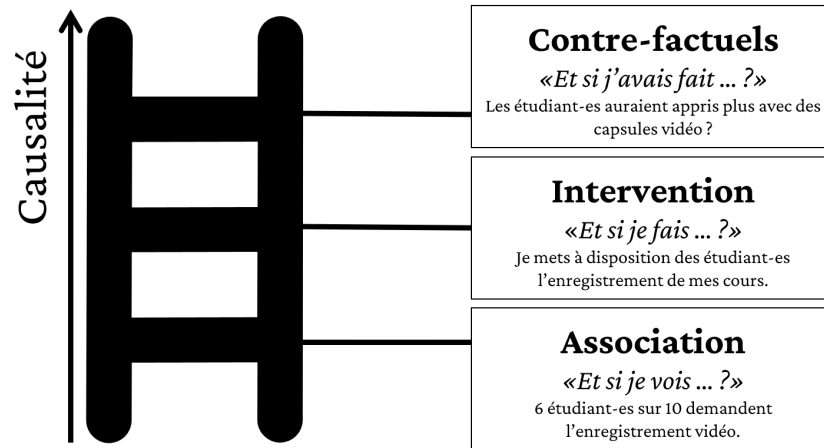 Causalité
Contre-factuels
«Et si j’avais fait ... ?»
Les étudiant-es auraient appris plus avec des
capsules vidéo ?
Intervention
«Et si je fais ... ?»
Je mets à disposition des étudiant-es
l’enregistrement de mes cours.
Association
«Et si je vois ... ?»
6 étudiant-es sur 10 demandent
l’enregistrement vidéo.